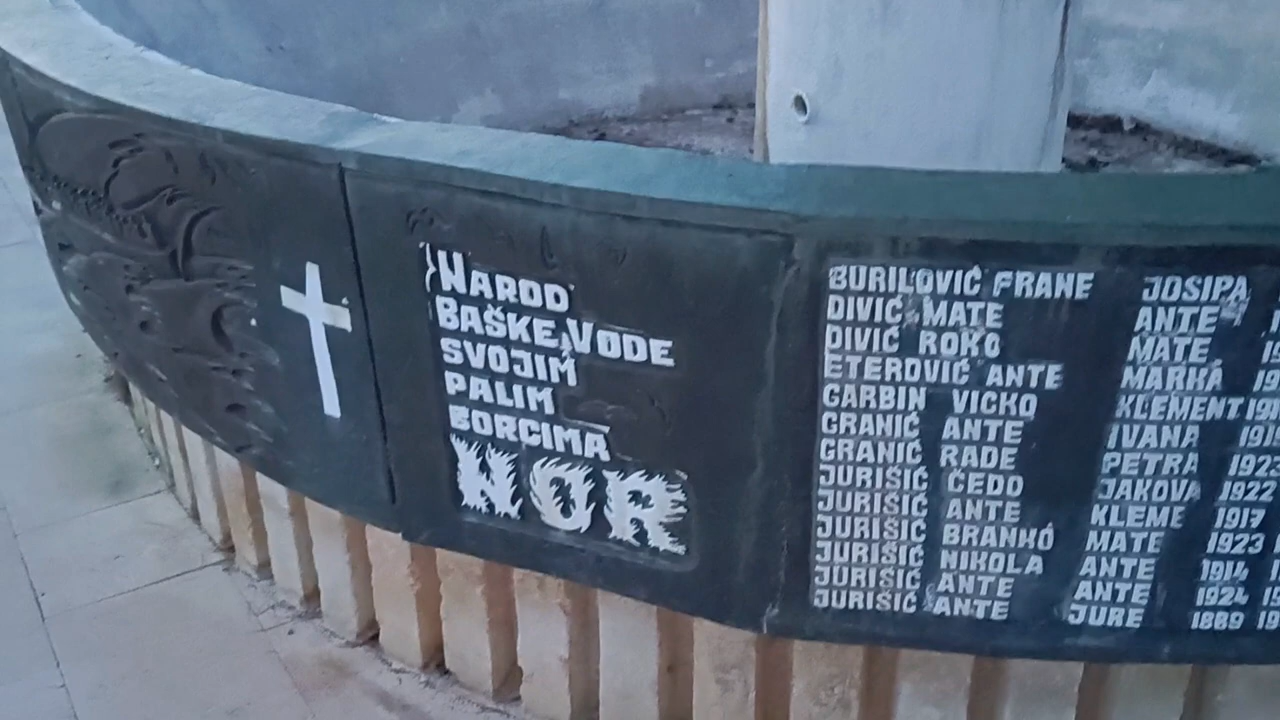 NAROD
BAŠKE VODE
SVOJIM
PALIM
BORCIMA
NOR
BURILOVIĆ FRANE JOSIPA
DIVIĆ MATE ANTE
DIVIĆ ROKO MATE
ETEROVIĆ ANTE MARKA
GARBIN VICKO KLEMENT
GRANIĆ ANTE IVANA
GRANIĆ RADE PETRA
JURIŠIĆ ČEDO JAKOVA 1922
JURIŠIĆ ANTE KLEME 1917
JURIŠIĆ BRANKO MATE 1923
JURIŠIĆ NIKOLA ANTE 1914
JURIŠIĆ ANTE ANTE 1924
JURIŠIĆ ANTE JURE 1889